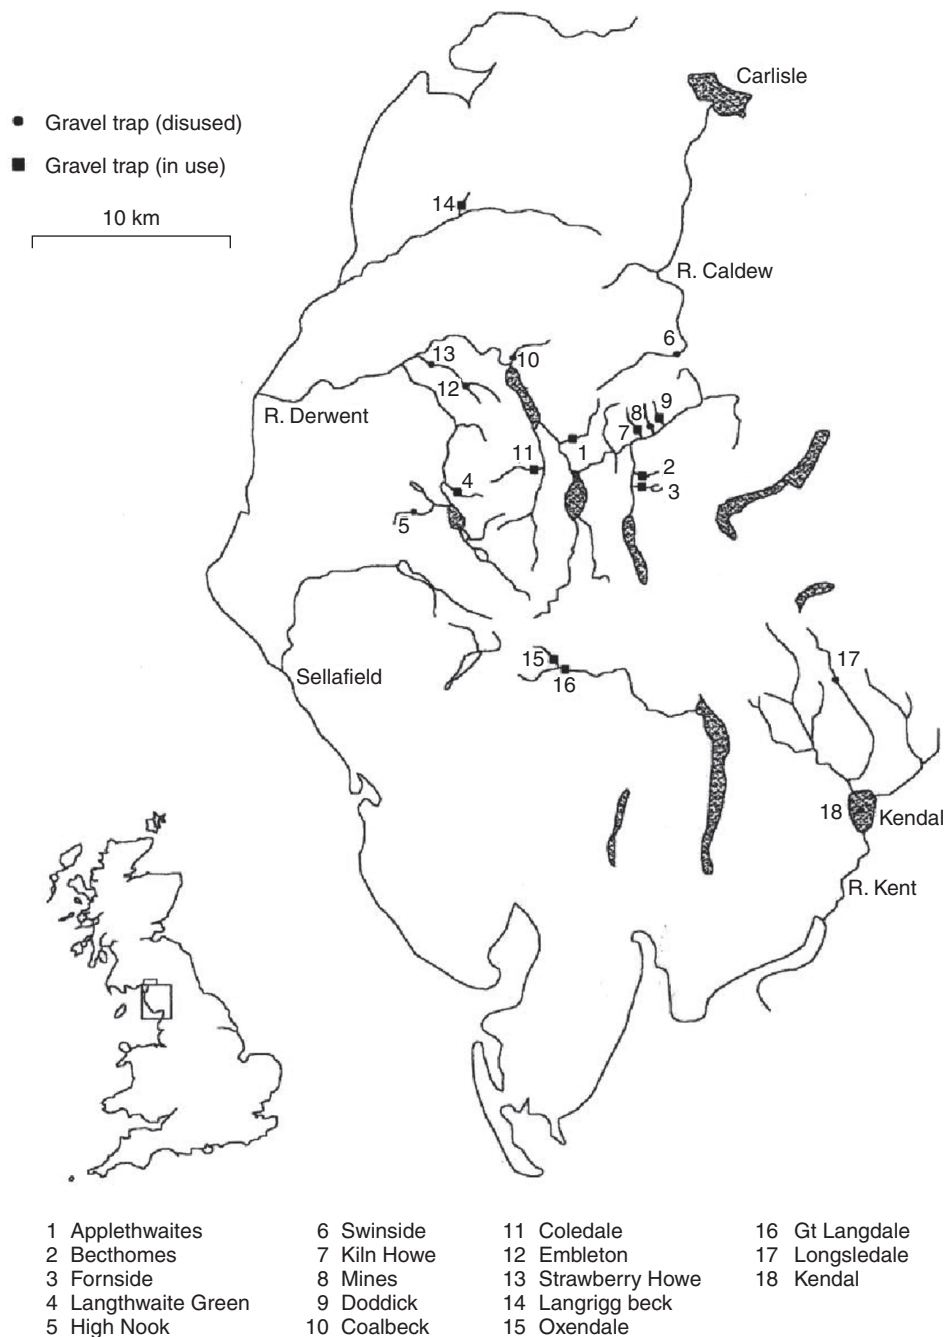 Carlisle
Gravel trap (disused)
Gravel trap (in use)
10 km
14
R. Caldew
6
13
10
12
9
8
R. Derwent
7
1
11
2
4
3
5
15
17
16
Sellafield
18
Kendal
R. Kent
1 Applethwaites
2 Becthomes
3 Fornside
4 Langthwaite Green
5 High Nook
6 Swinside
7 Kiln Howe
8 Mines
9 Doddick
10 Coalbeck
11 Coledale
12 Embleton
13 Strawberry Howe
14 Langrigg beck
15 Oxendale
16 Gt Langdale
17 Longsledale
18 Kendal